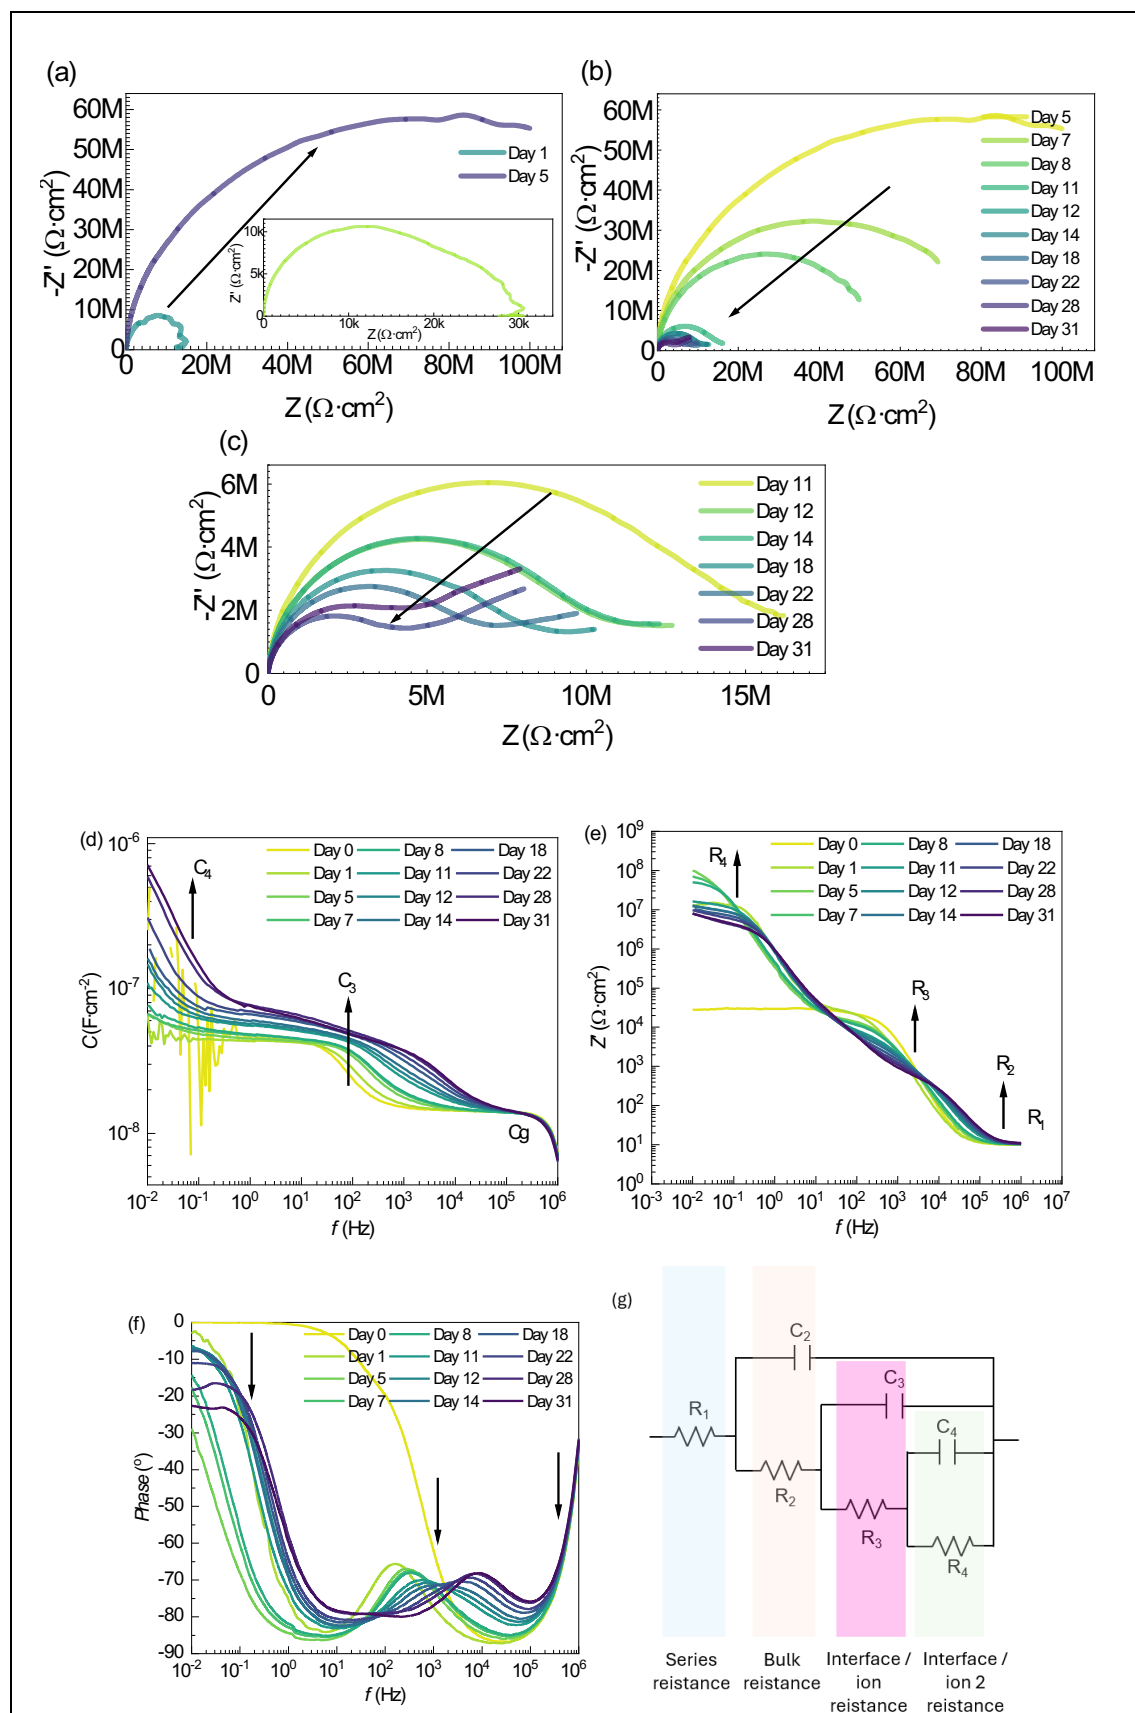 (a)
60M
50M
40M
30M
20M
10M
0
-Z'' (Ω·cm²)
Day 1
Day 5
10k
5k
0
Z' (Ω·cm²)
0 10k 20k 30k
Z (Ω·cm²)
0 20M 40M 60M 80M 100M
Z (Ω·cm²)
(b)
60M
50M
40M
30M
20M
10M
0
-Z'' (Ω·cm²)
Day 5
Day 7
Day 8
Day 11
Day 12
Day 14
Day 18
Day 22
Day 28
Day 31
0 20M 40M 60M 80M 100M
Z (Ω·cm²)
(c)
6M
4M
2M
0
-Z'' (Ω·cm²)
Day 11
Day 12
Day 14
Day 18
Day 22
Day 28
Day 31
0 5M 10M 15M
Z (Ω·cm²)
(d)
10⁻⁶
10⁻⁷
10⁻⁸
C (F·cm⁻²)
Day 0 Day 8 Day 18
Day 1 Day 11 Day 22
Day 5 Day 12 Day 28
Day 7 Day 14 Day 31
C₄
C₃
Cg
10⁻² 10⁻¹ 10⁰ 10¹ 10² 10³ 10⁴ 10⁵ 10⁶
f (Hz)
(e)
10⁹
10⁸
10⁷
10⁶
10⁵
10⁴
10³
10²
10¹
10⁰
Z' (Ω·cm²)
Day 0 Day 8 Day 18
Day 1 Day 11 Day 22
Day 5 Day 12 Day 28
Day 7 Day 14 Day 31
R₄
R₃
R₂
R₁
10⁻³ 10⁻² 10⁻¹ 10⁰ 10¹ 10² 10³ 10⁴ 10⁵ 10⁶ 10⁷
f (Hz)
(f)
0
-10
-20
-30
-40
-50
-60
-70
-80
-90
Phase (°)
Day 0 Day 8 Day 18
Day 1 Day 11 Day 22
Day 5 Day 12 Day 28
Day 7 Day 14 Day 31
10⁻² 10⁻¹ 10⁰ 10¹ 10² 10³ 10⁴ 10⁵ 10⁶
f (Hz)
(g)
C₂
C₃
R₁
C₄
R₂
R₃
R₄
Series
reistance
Bulk
reistance
Interface /
ion
reistance
Interface /
ion 2
reistance